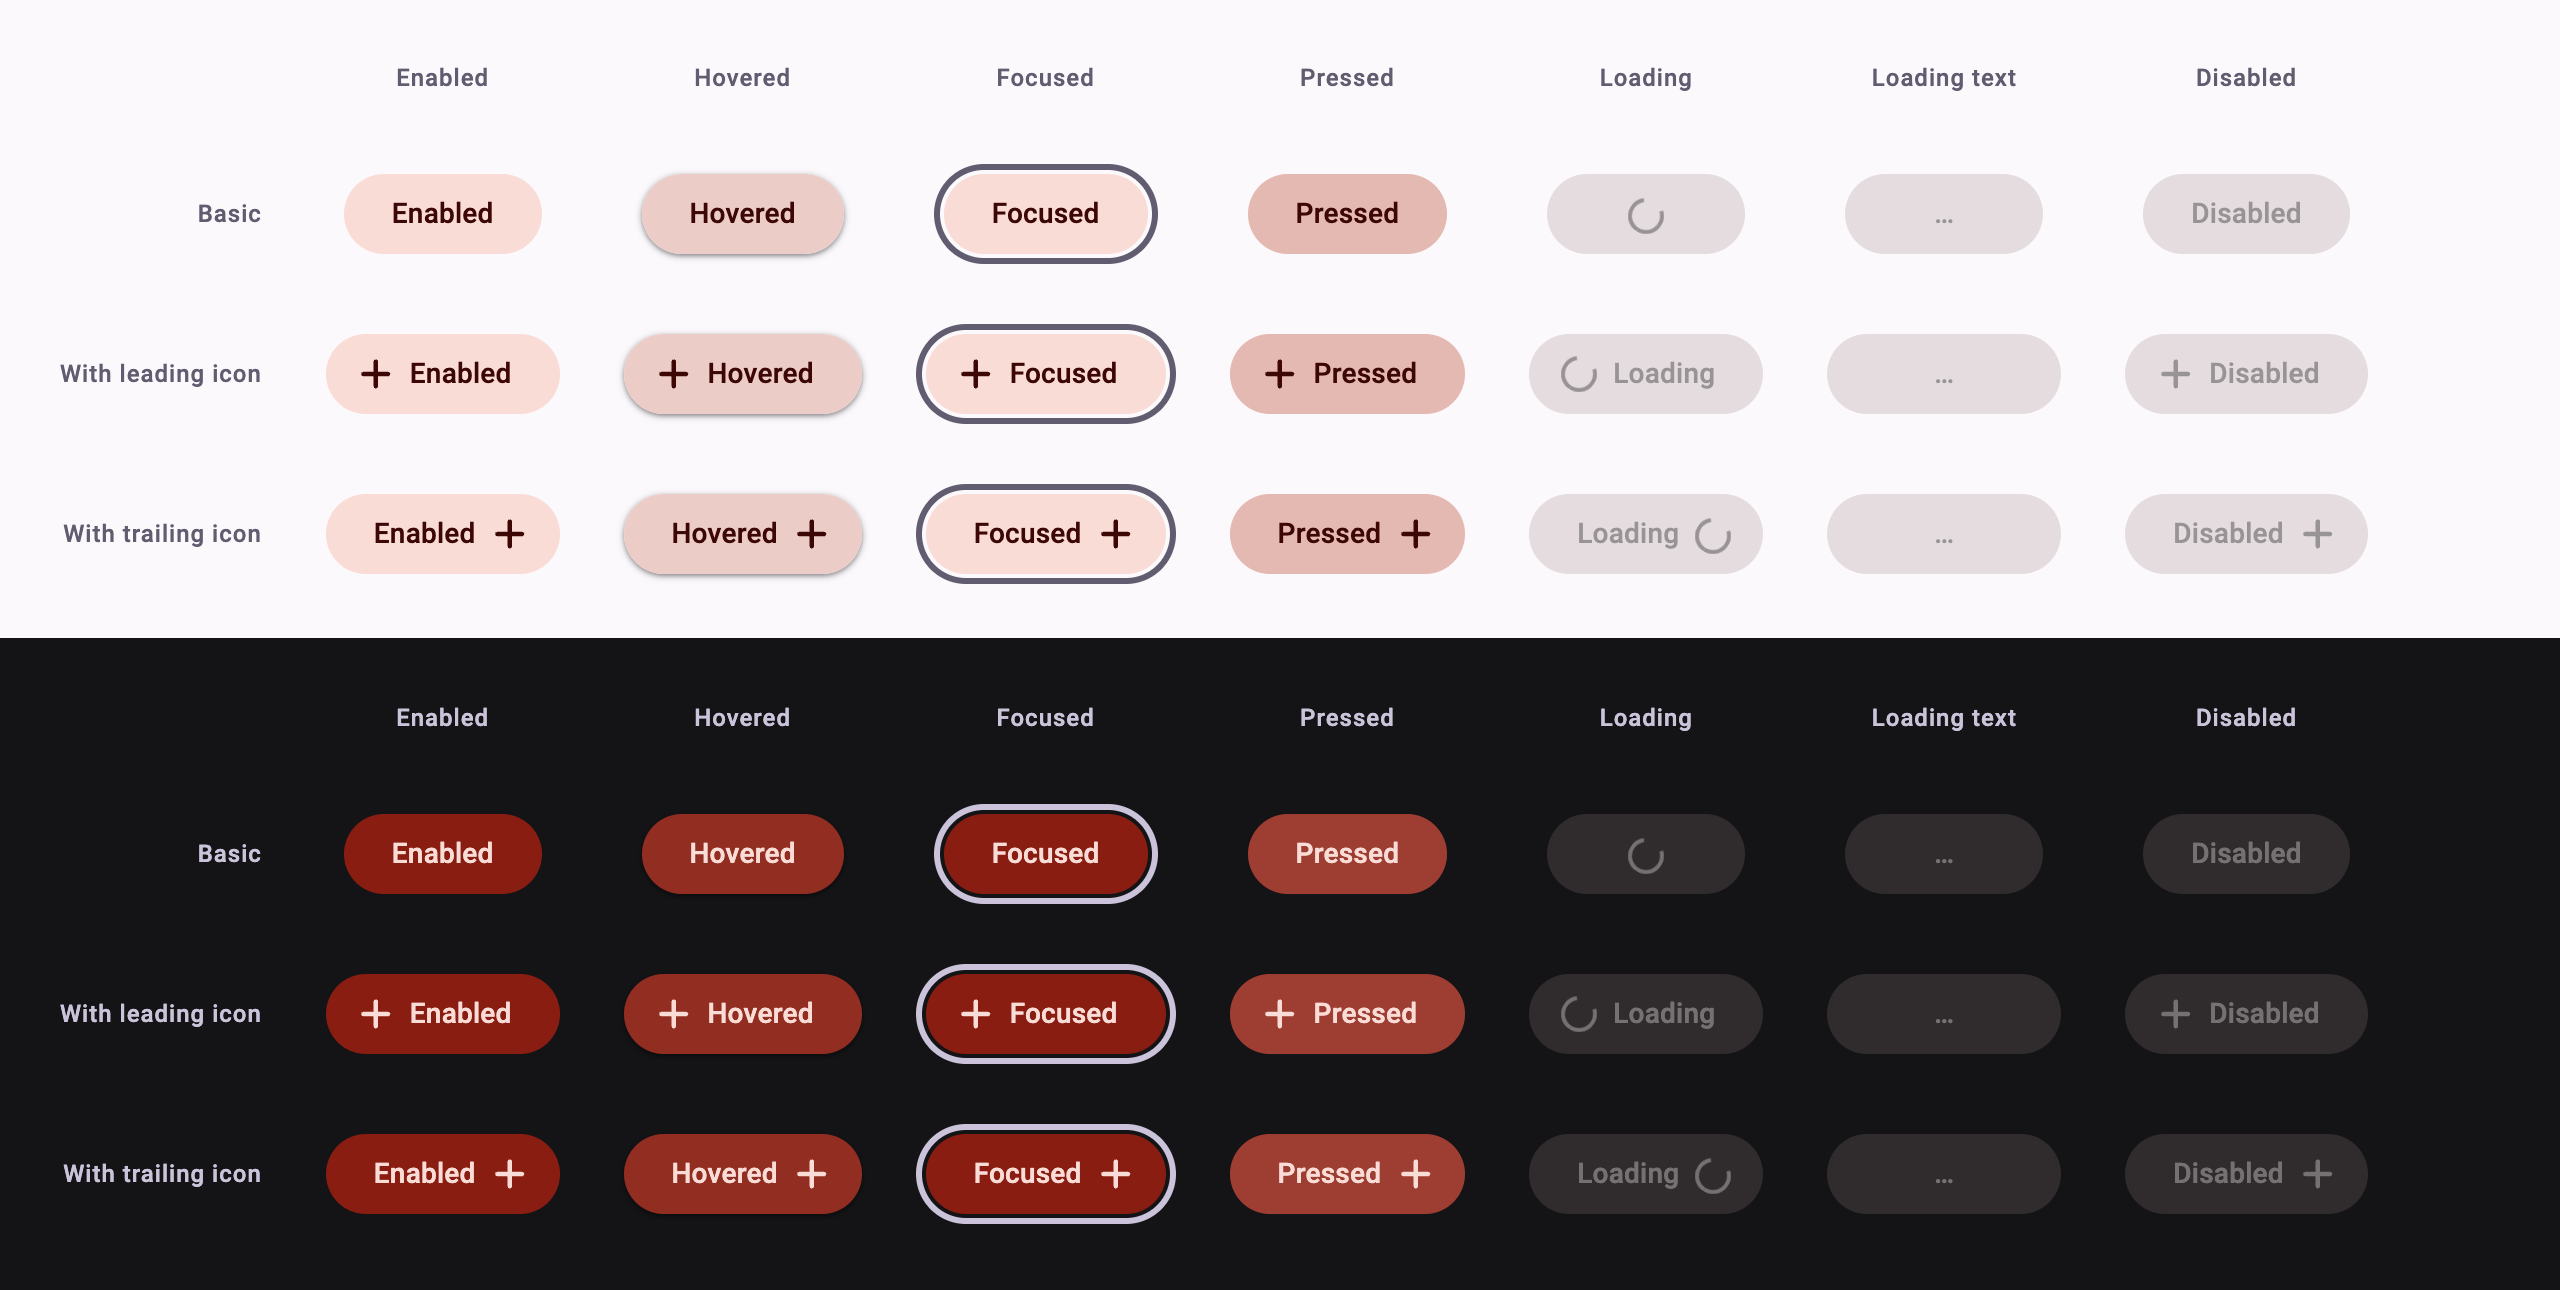 Enabled Hovered Focused Pressed Loading Loading text Disabled
Basic Enabled Hovered Focused Pressed ... Disabled
With leading icon Enabled Hovered Focused Pressed Loading ... Disabled
With trailing icon Enabled Hovered Focused Pressed Loading ... Disabled
Enabled Hovered Focused Pressed Loading Loading text Disabled
Basic Enabled Hovered Focused Pressed ... Disabled
With leading icon Enabled Hovered Focused Pressed Loading ... Disabled
With trailing icon Enabled Hovered Focused Pressed Loading ... Disabled